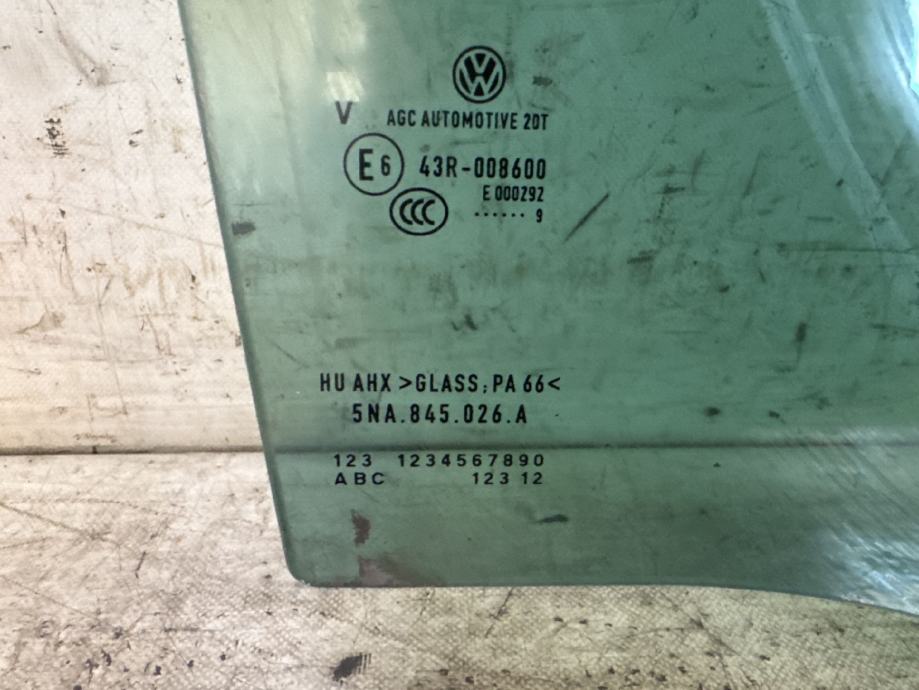 VW
V AGC AUTOMOTIVE 20T
E6 43R-008600
E 000292
CCC ...... 9
HU AHX >GLASS;PA 66<
5NA.845.026.A
123 1234567890
ABC 123 12